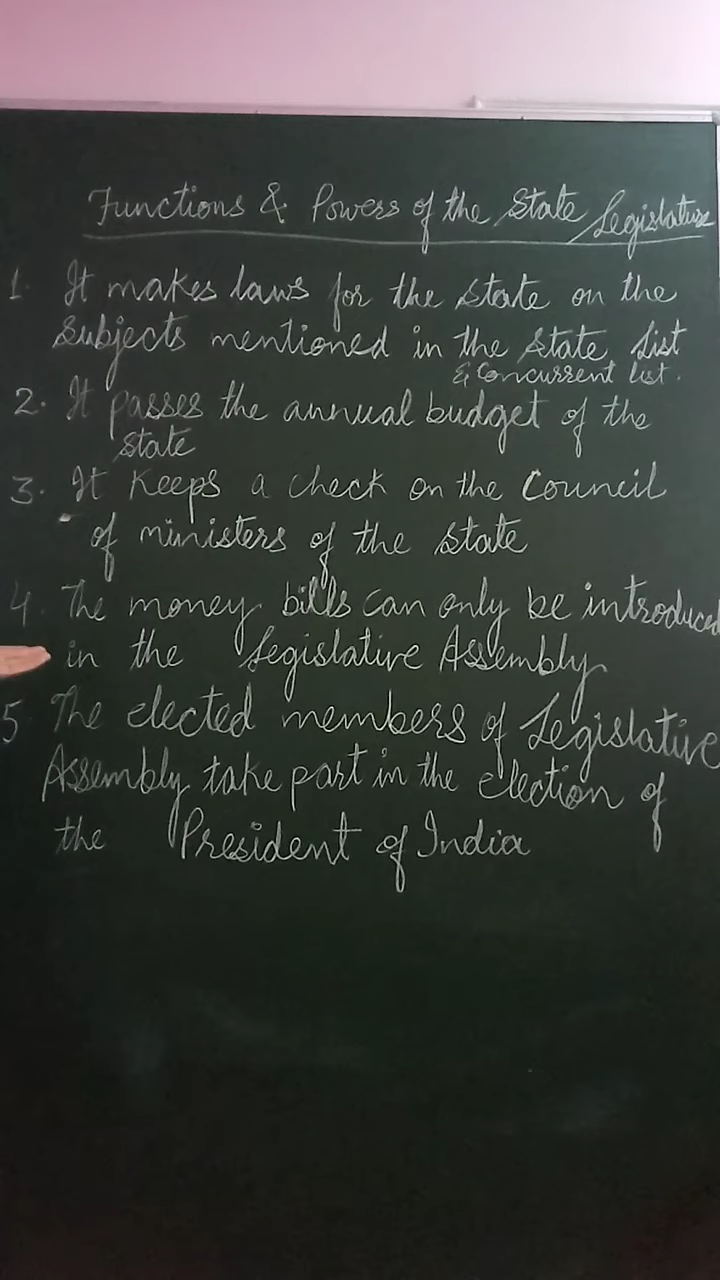 Functions & Powers of the State Legislature
1. It makes laws for the State on the
Subjects mentioned in the State List
& Concurrent list.
2. It passes the annual budget of the
state
3. It keeps a check on the Council
of ministers of the state
4. The money bills can only be introduced
in the Legislative Assembly
5. The elected members of Legislative
Assembly take part in the election of
the President of India